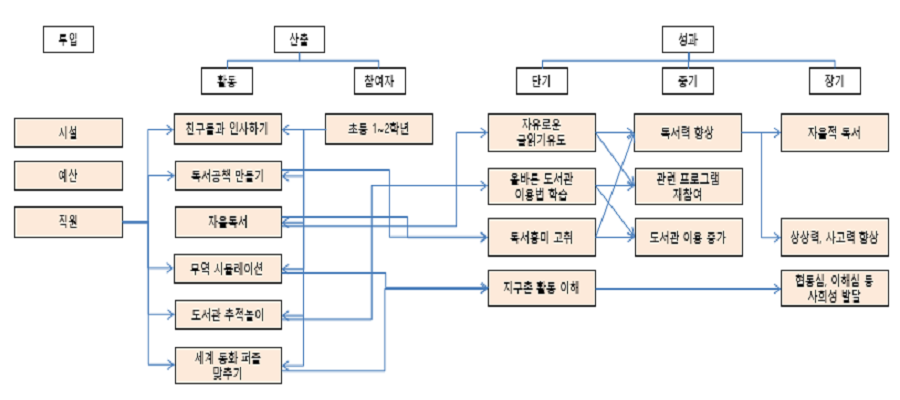 투입
산출
성과
활동
참여자
단기
중기
장기
시설
예산
직원
친구들과 인사하기
독서공책 만들기
자율독서
무역 시뮬레이션
도서관 추적놀이
세계 동화 퍼즐
맞추기
초등 1~2학년
자유로운
글읽기유도
올바른 도서관
이용법 학습
독서흥미 고취
지구촌 활동 이해
독서력 향상
관련 프로그램
재참여
도서관 이용 증가
자율적 독서
상상력, 사고력 향상
협동심, 이해심 등
사회성 발달